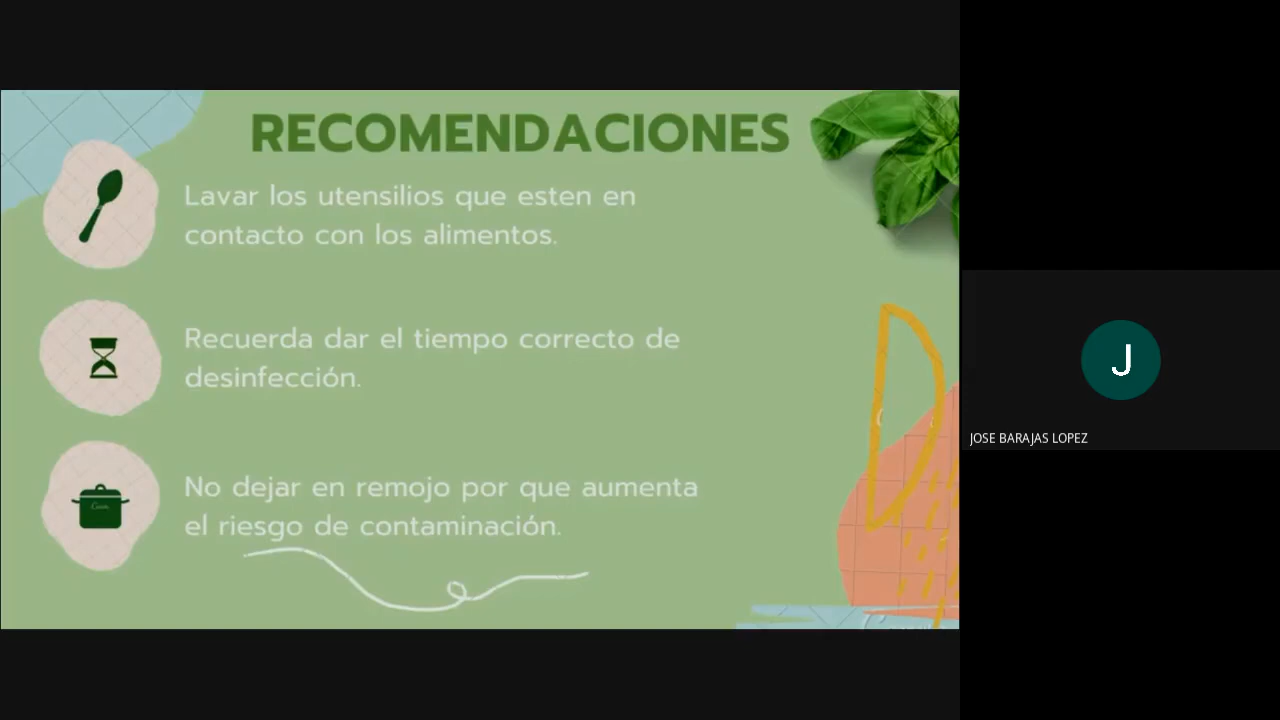 RECOMENDACIONES
Lavar los utensilios que esten en
contacto con los alimentos.
Recuerda dar el tiempo correcto de
desinfección.
No dejar en remojo por que aumenta
el riesgo de contaminación.
J
JOSE BARAJAS LOPEZ